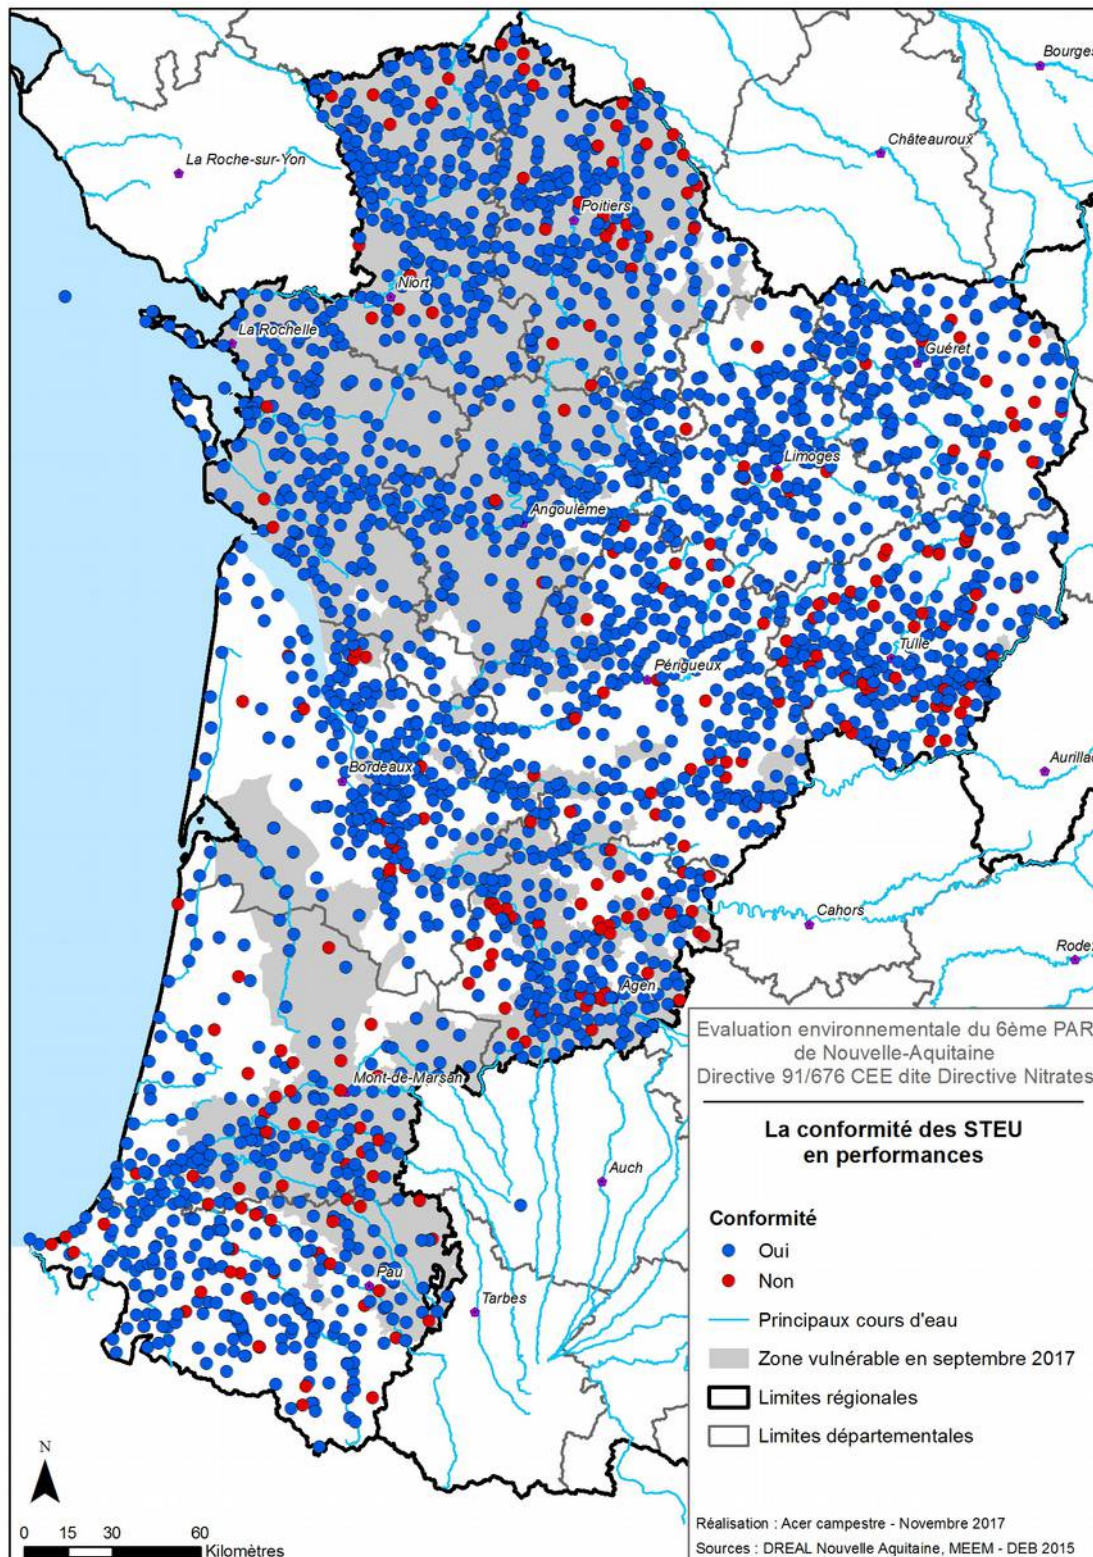 Bourges
Châteauroux
La Roche-sur-Yon
Poitiers
Niort
La Rochelle
Guéret
Limoges
Angoulême
Tulle
Périgueux
Bordeaux
Aurillac
Cahors
Rodez
Agen
Mont-de-Marsan
Auch
Pau
Tarbes
Evaluation environnementale du 6ème PAR
de Nouvelle-Aquitaine
Directive 91/676 CEE dite Directive Nitrates
La conformité des STEU
en performances
Conformité
Oui
Non
Principaux cours d'eau
Zone vulnérable en septembre 2017
Limites régionales
Limites départementales
N
0 15 30 60
Kilomètres
Réalisation : Acer campestre - Novembre 2017
Sources : DREAL Nouvelle Aquitaine, MEEM - DEB 2015